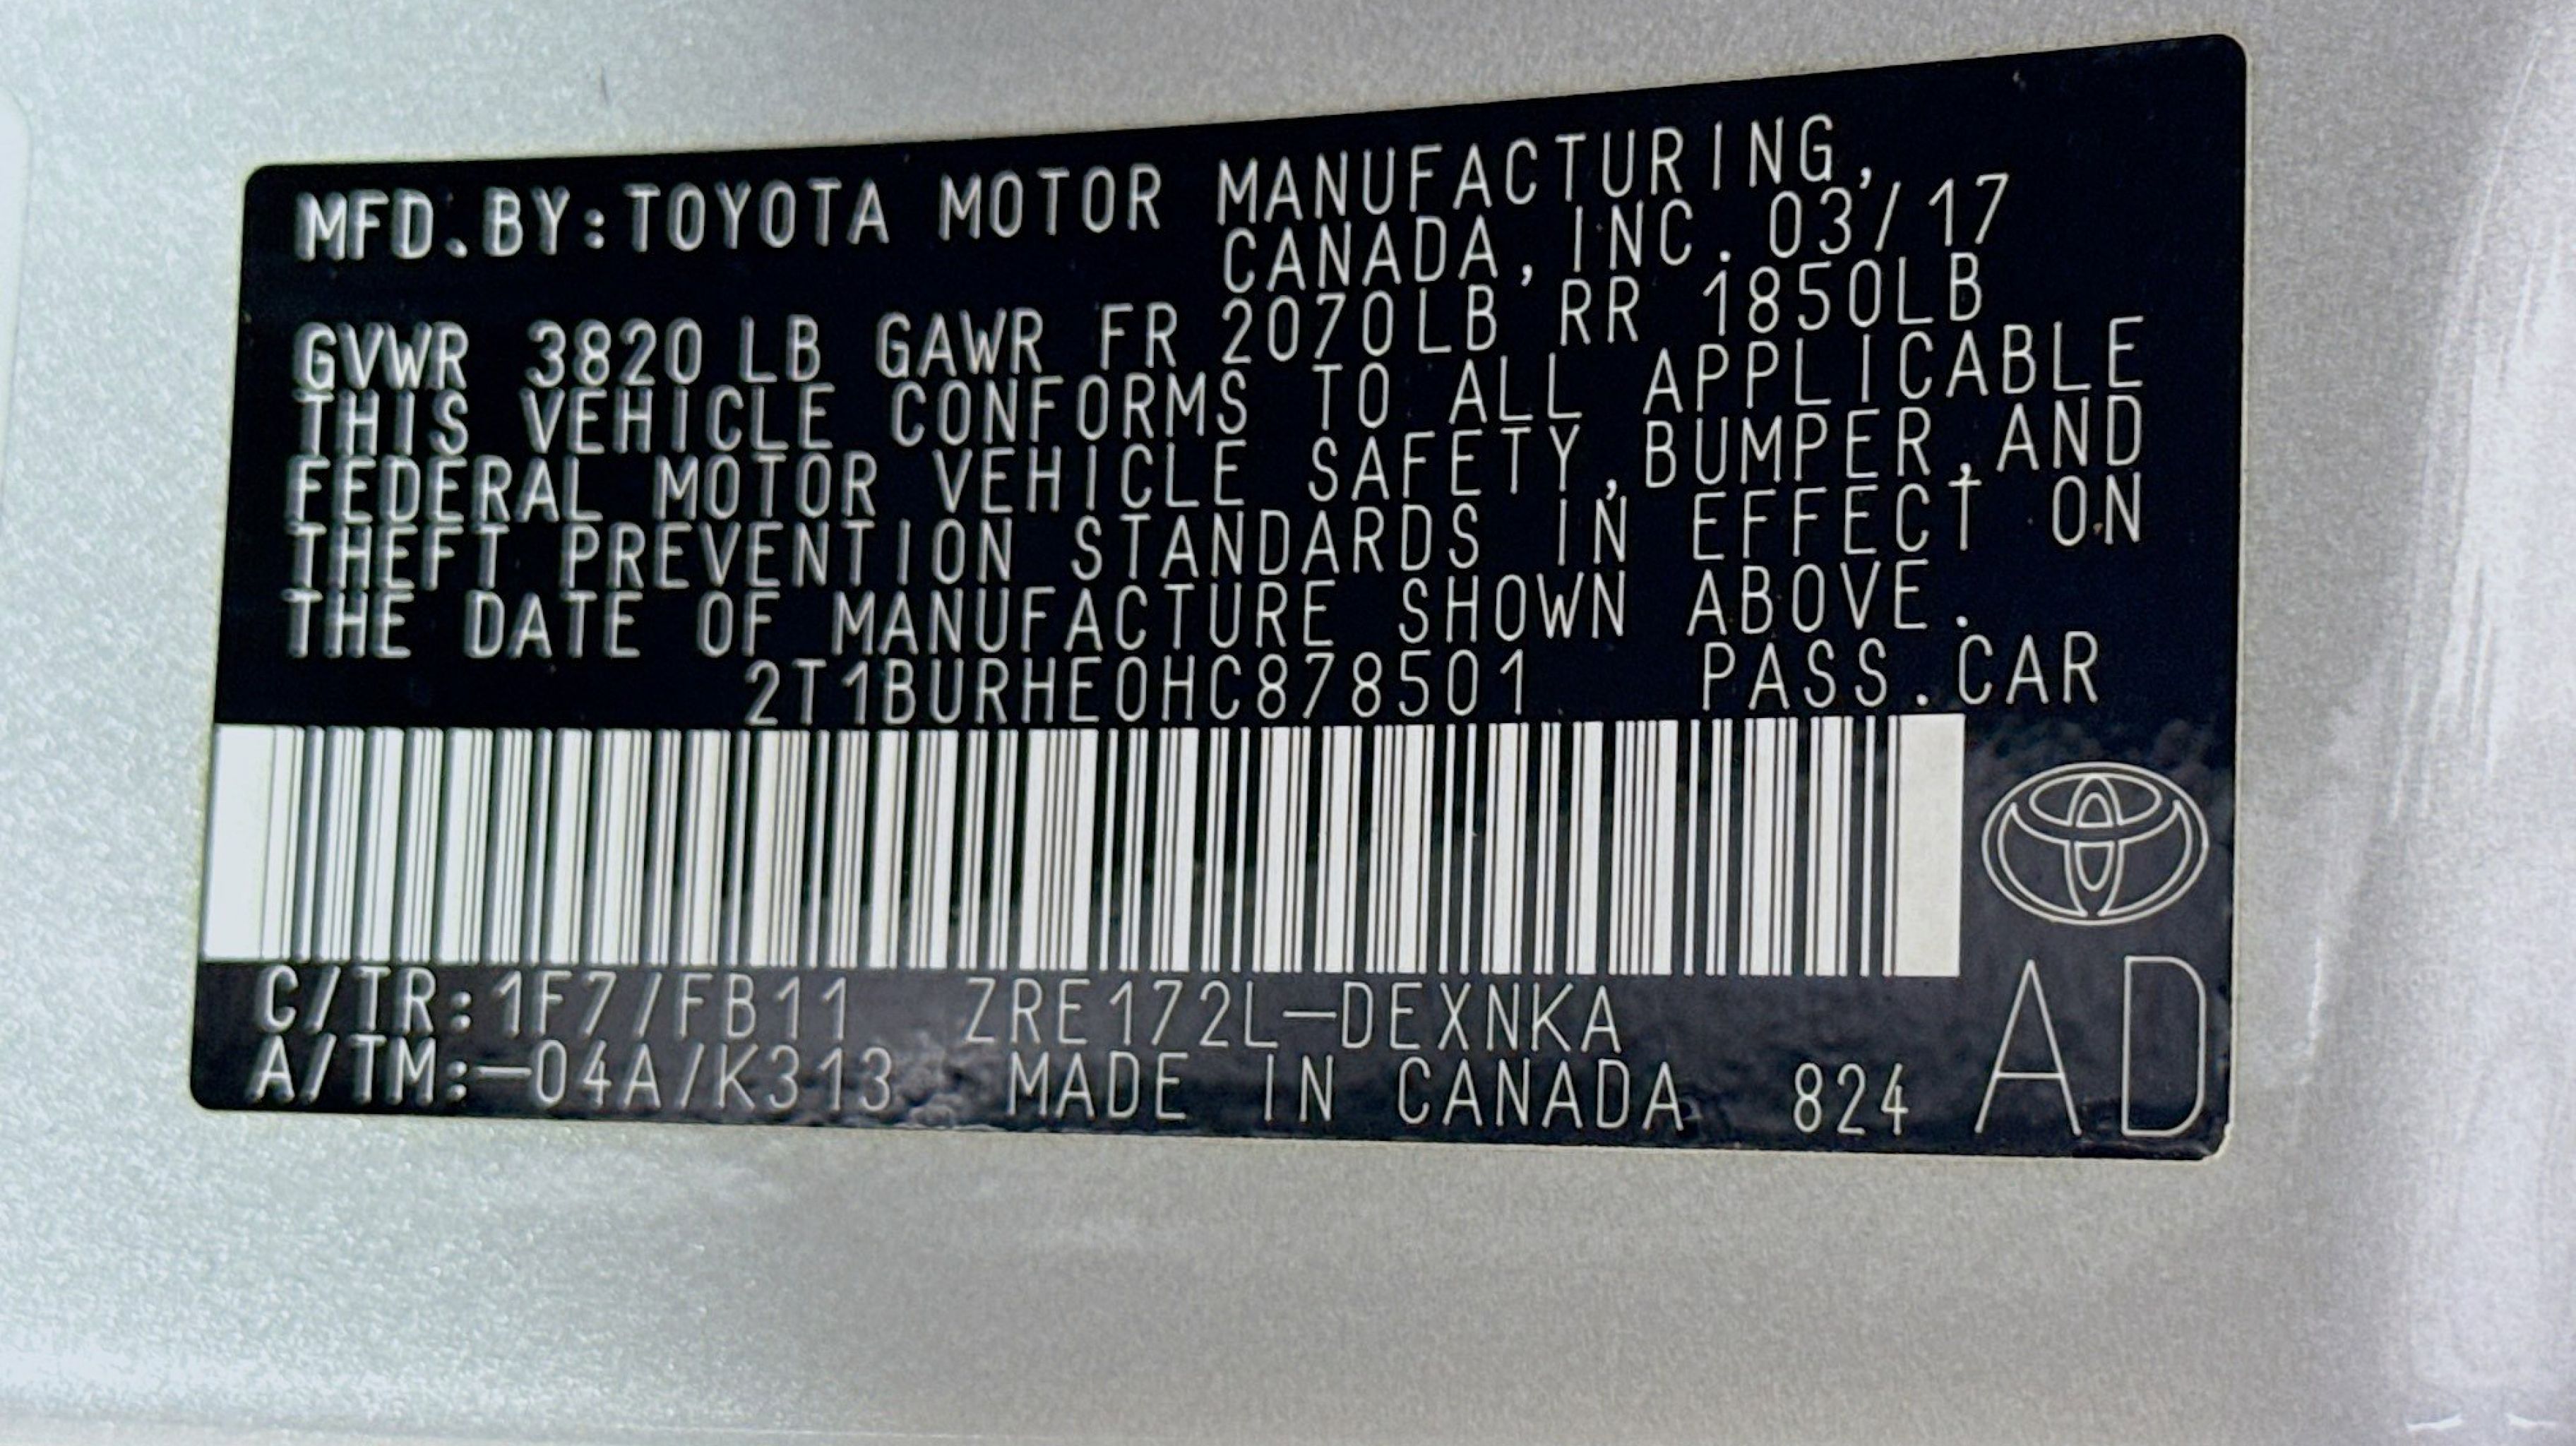 MFD.BY:TOYOTA MOTOR MANUFACTURING,
CANADA, INC. 03/17
GVWR 3820 LB GAWR FR 2070LB RR 1850LB
THIS VEHICLE CONFORMS TO ALL APPLICABLE
FEDERAL MOTOR VEHICLE SAFETY,BUMPER,AND
THEFT PREVENTION STANDARDS IN EFFECT ON
THE DATE OF MANUFACTURE SHOWN ABOVE.
2T1BURHE0HC878501 PASS.CAR
C/TR:1F7/FB11 ZRE172L-DEXNKA
A/TM:-04A/K313 MADE IN CANADA 824 AD